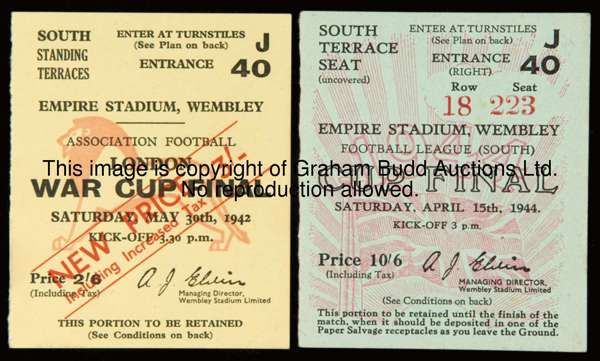 SOUTH
STANDING
TERRACES
ENTER AT TURNSTILES
(See Plan on back)
ENTRANCE
J
40
EMPIRE STADIUM, WEMBLEY
ASSOCIATION FOOTBALL
LONDON
WAR CUP FINAL
SATURDAY, MAY 30th, 1942
KICK-OFF 3.30 p.m.
NEW PRICE 3/-
Including Increased Tax
Price 2/6
(Including Tax)
A J Elvin
MANAGING DIRECTOR,
Wembley Stadium Limited
THIS PORTION TO BE RETAINED
(See Conditions on back)
SOUTH
TERRACE
SEAT
(uncovered)
ENTER AT TURNSTILES
(See Plan on back)
ENTRANCE
(RIGHT)
J
40
Row Seat
18 223
EMPIRE STADIUM, WEMBLEY
FOOTBALL LEAGUE (SOUTH)
CUP FINAL
SATURDAY, APRIL 15th, 1944.
KICK-OFF 3 p.m.
Price 10/6
(Including Tax)
A J Elvin
MANAGING DIRECTOR,
WEMBLEY STADIUM LIMITED
(See Conditions on back)
This portion to be retained until the finish of the
match, when it should be deposited in one of the
Paper Salvage receptacles as you leave the Ground.
This image is copyright of Graham Budd Auctions Ltd.
No reproduction allowed.